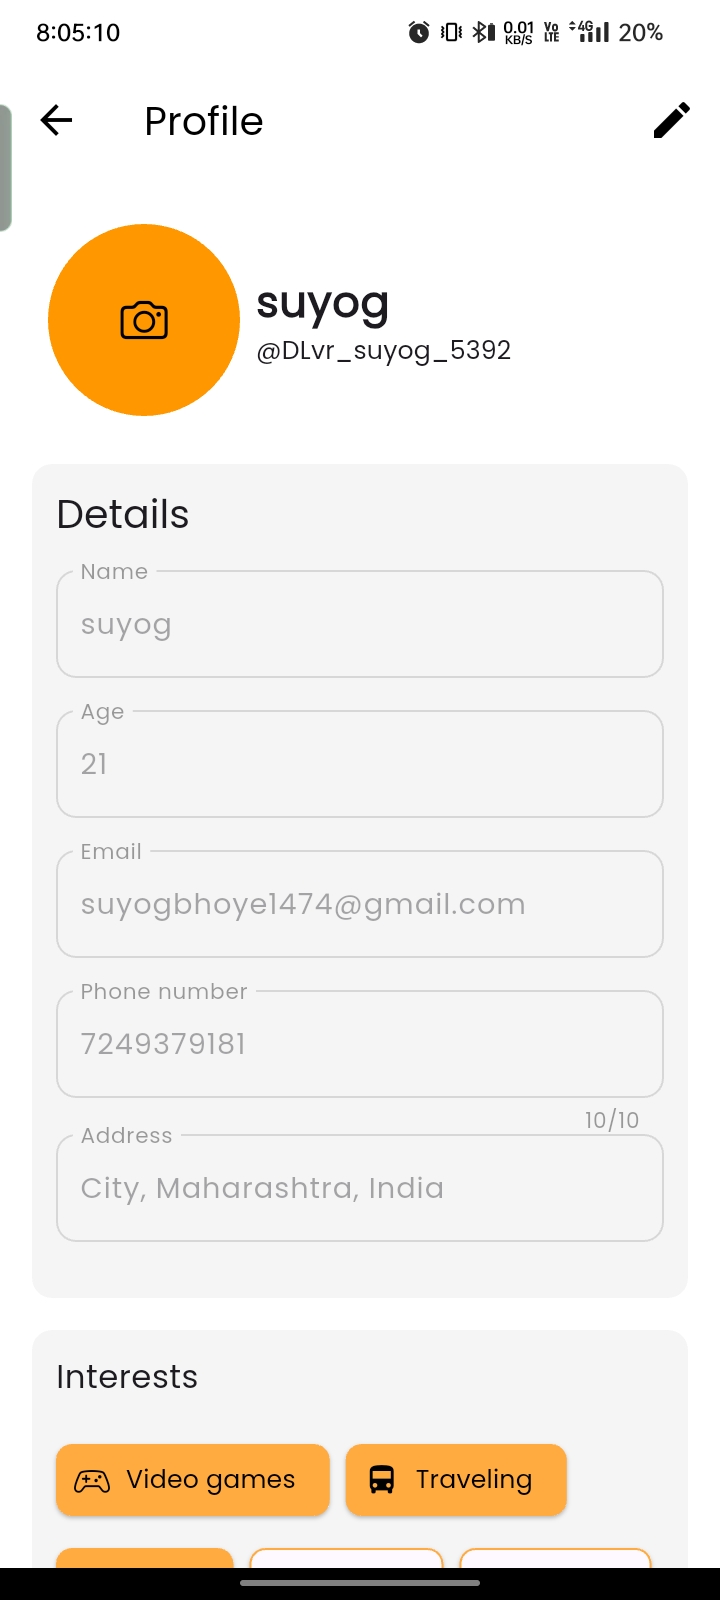 8:05:10 0.01 KB/S Vo LTE 4G 20%
Profile
suyog
@DLvr_suyog_5392
Details
Name
suyog
Age
21
Email
suyogbhoye1474@gmail.com
Phone number
7249379181
10/10
Address
City, Maharashtra, India
Interests
Video games Traveling